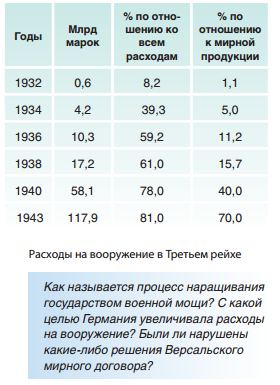 Годы
Млрд марок
% по отно-
шению ко
всем
расходам
% по
отношению
к мирной
продукции
1932 0,6 8,2 1,1
1934 4,2 39,3 5,0
1936 10,3 59,2 11,2
1938 17,2 61,0 15,7
1940 58,1 78,0 40,0
1943 117,9 81,0 70,0
Расходы на вооружение в Третьем рейхе
Как называется процесс наращивания
государством военной мощи? С какой
целью Германия увеличивала расходы
на вооружение? Были ли нарушены
какие-либо решения Версальского
мирного договора?